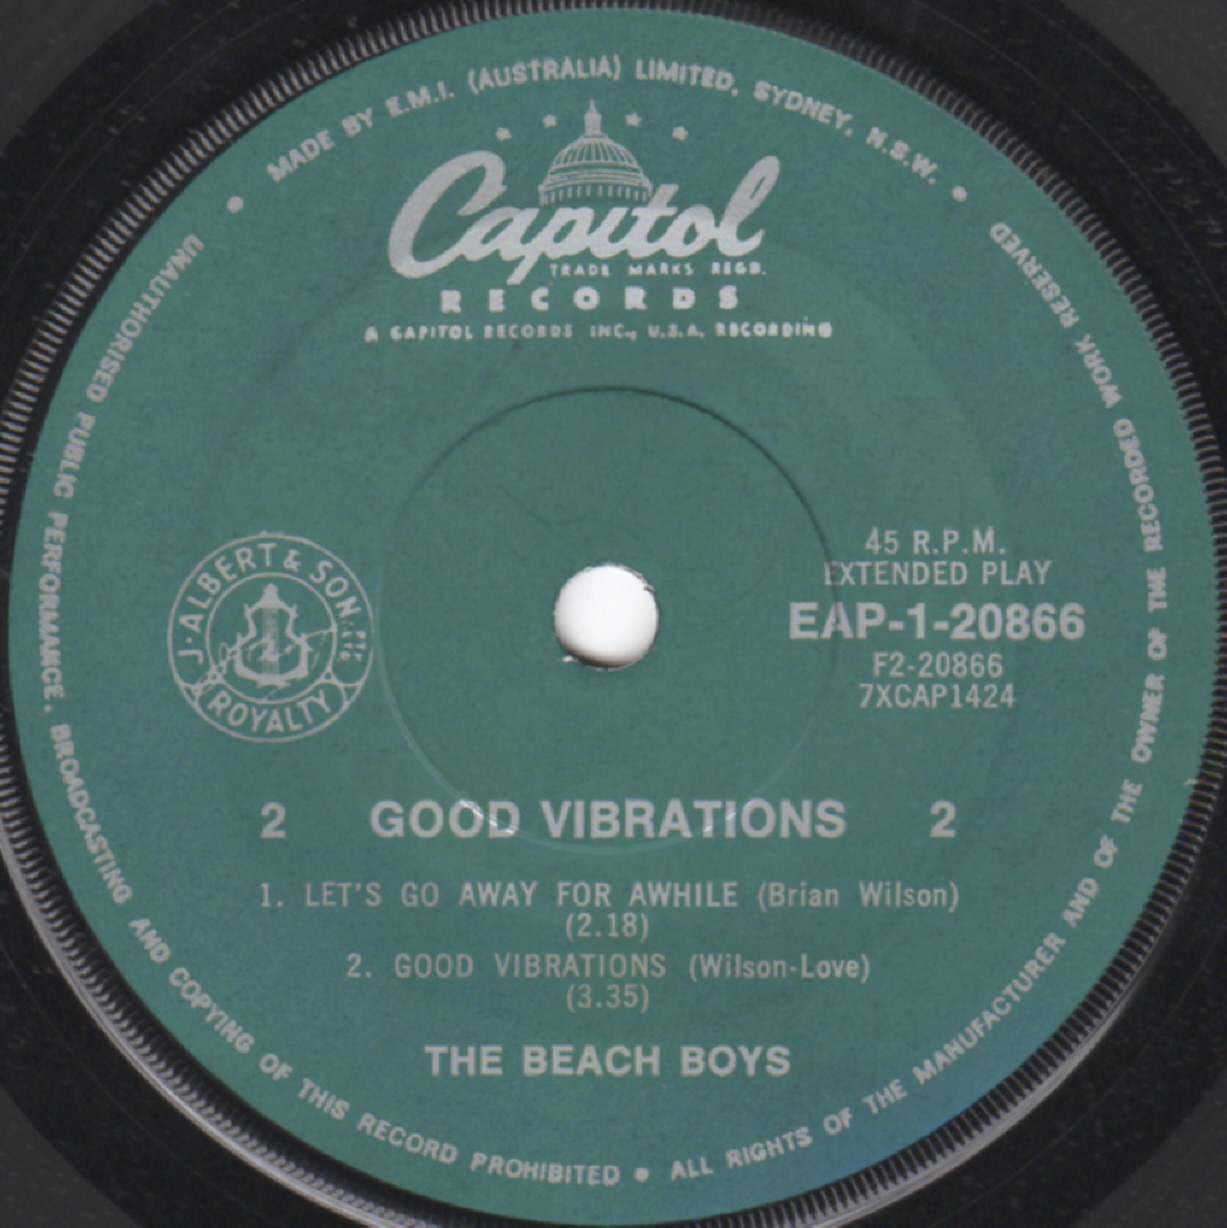 MADE BY E.M.I. (AUSTRALIA) LIMITED, SYDNEY, N.S.W.
Capitol
TRADE MARKS REGD.
RECORDS
A CAPITOL RECORDS INC., U.S.A. RECORDING
45 R.P.M.
EXTENDED PLAY
EAP-1-20866
F2-20866
7XCAP1424
J. ALBERT & SON PTY LTD
ROYALTY
2 GOOD VIBRATIONS 2
1. LET'S GO AWAY FOR AWHILE (Brian Wilson)
(2.18)
2. GOOD VIBRATIONS (Wilson-Love)
(3.35)
THE BEACH BOYS
UNAUTHORISED PUBLIC PERFORMANCE, BROADCASTING AND COPYING OF THIS RECORD PROHIBITED • ALL RIGHTS OF THE MANUFACTURER AND OF THE OWNER OF THE RECORDED WORK RESERVED